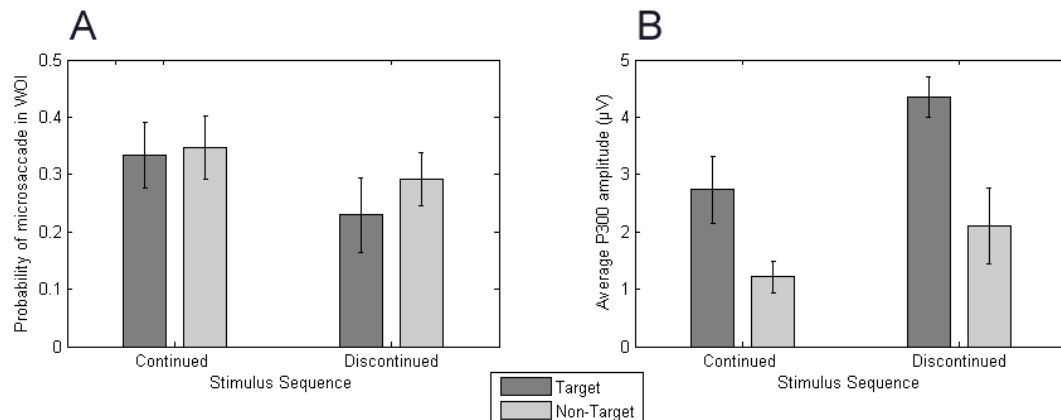 A
B
Probability of microsaccade in WOI
0.5
0.4
0.3
0.2
0.1
0
Continued
Discontinued
Stimulus Sequence
Average P300 amplitude (µV)
5
4
3
2
1
0
Continued
Discontinued
Stimulus Sequence
Target
Non-Target